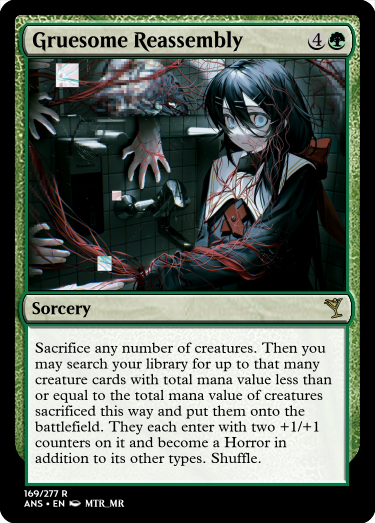 Gruesome Reassembly 4
Sorcery
Sacrifice any number of creatures. Then you
may search your library for up to that many
creature cards with total mana value less than
or equal to the total mana value of creatures
sacrificed this way and put them onto the
battlefield. They each enter with two +1/+1
counters on it and become a Horror in
addition to its other types. Shuffle.
169/277 R
ANS • EN MTR_MR